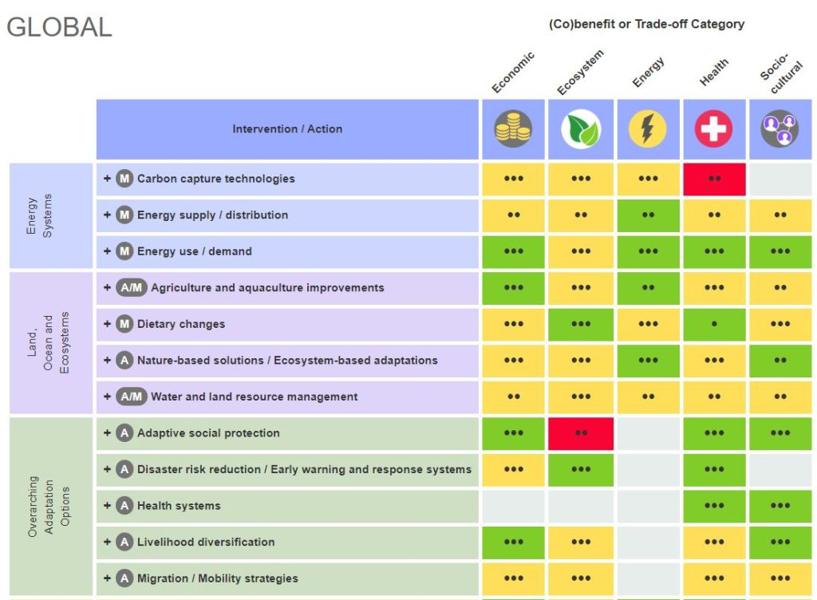 GLOBAL
(Co)benefit or Trade-off Category
Economic
Ecosystem
Energy
Health
Socio-
cultural
Intervention / Action
Energy
Systems
+ M Carbon capture technologies
+ M Energy supply / distribution
+ M Energy use / demand
Land,
Ocean and
Ecosystems
+ A/M Agriculture and aquaculture improvements
+ M Dietary changes
+ A Nature-based solutions / Ecosystem-based adaptations
+ A/M Water and land resource management
Overarching
Adaptation
Options
+ A Adaptive social protection
+ A Disaster risk reduction / Early warning and response systems
+ A Health systems
+ A Livelihood diversification
+ A Migration / Mobility strategies